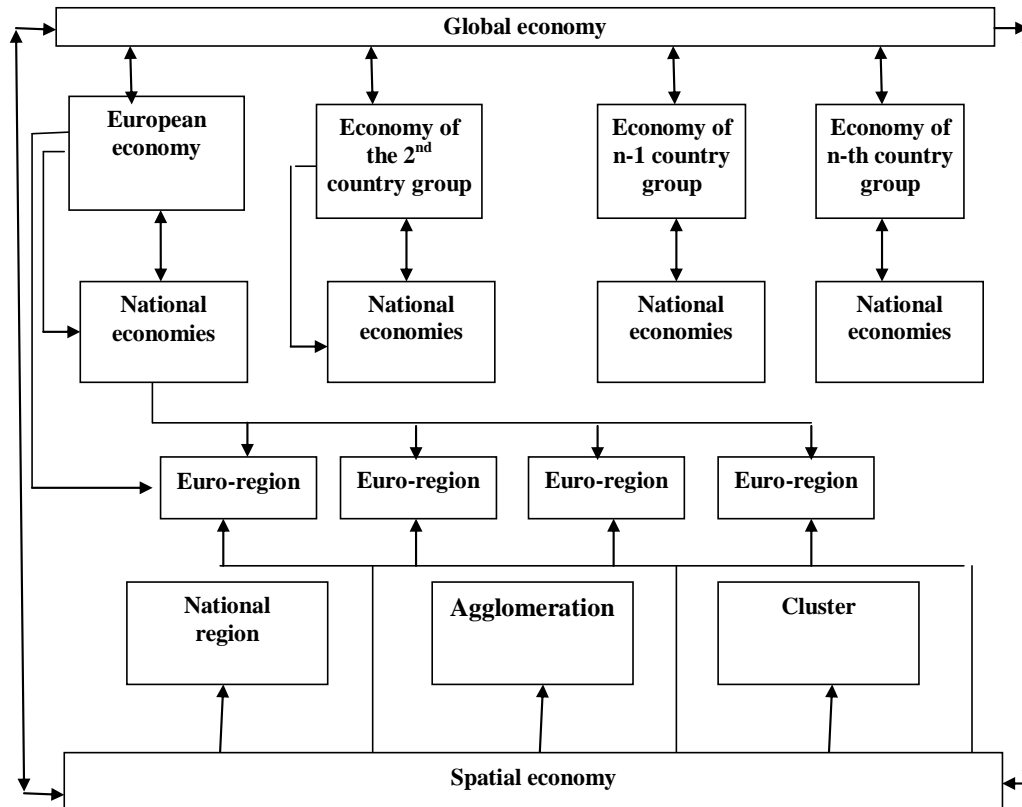 Global economy
European
economy
Economy of
the 2nd
country group
Economy of
n-1 country
group
Economy of
n-th country
group
National
economies
National
economies
National
economies
National
economies
Euro-region
Euro-region
Euro-region
Euro-region
National
region
Agglomeration
Cluster
Spatial economy